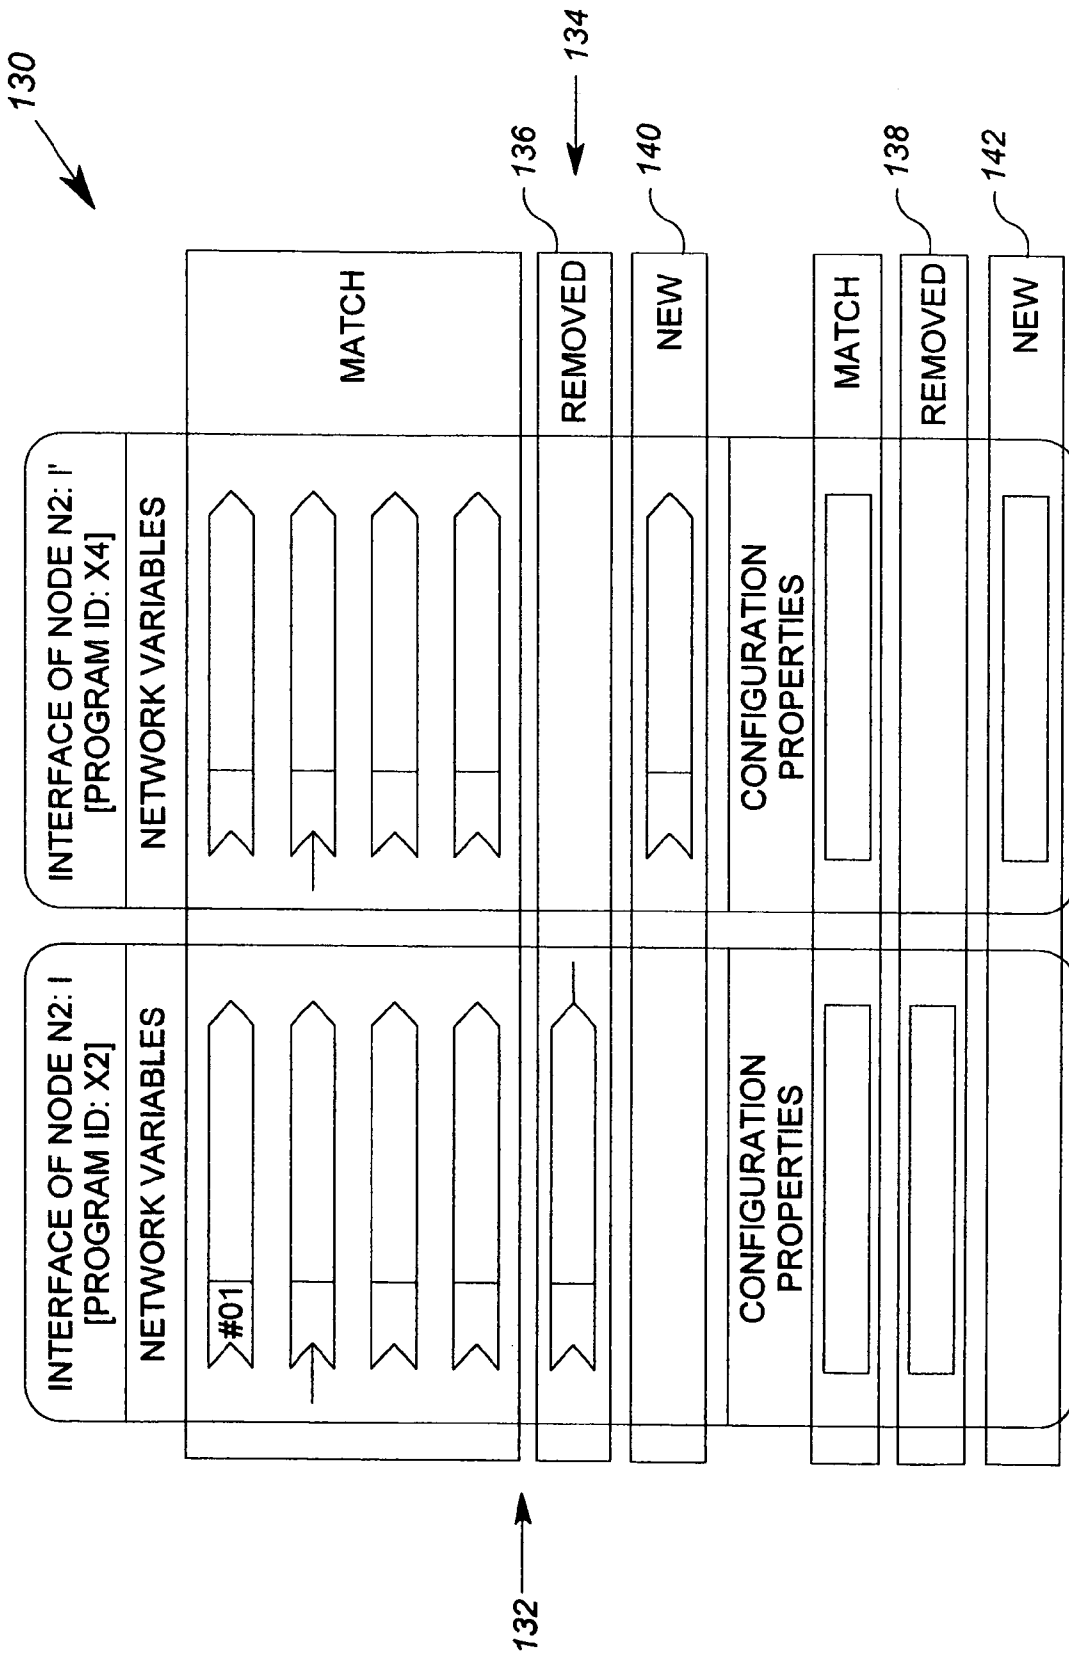 130
INTERFACE OF NODE N2: I
[PROGRAM ID: X2]
NETWORK VARIABLES
#01
CONFIGURATION
PROPERTIES
INTERFACE OF NODE N2: I'
[PROGRAM ID: X4]
NETWORK VARIABLES
CONFIGURATION
PROPERTIES
MATCH
REMOVED
NEW
MATCH
REMOVED
NEW
132
136
134
140
138
142